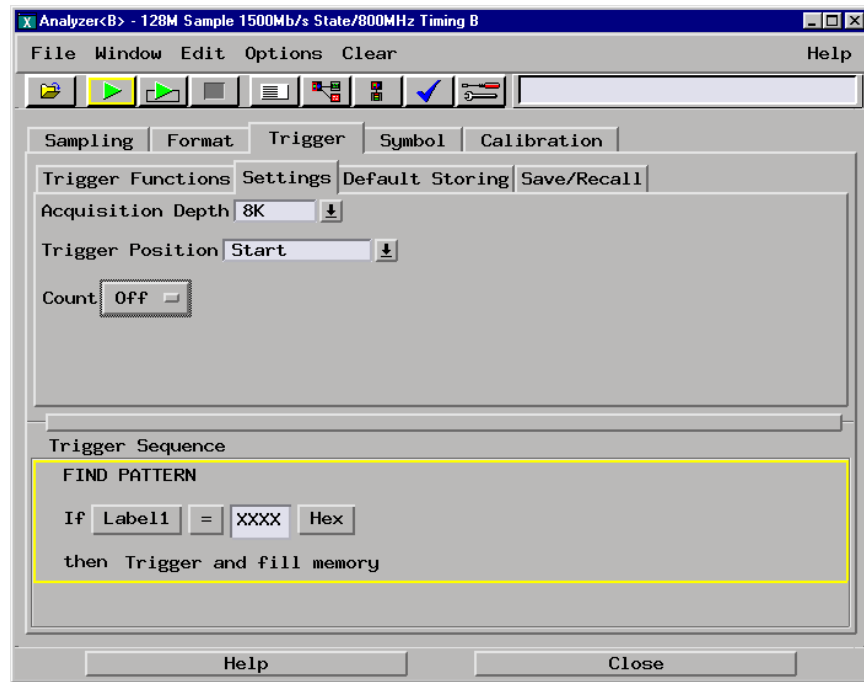 Analyzer<B> - 128M Sample 1500Mb/s State/800MHz Timing B
File Window Edit Options Clear Help
Sampling Format Trigger Symbol Calibration
Trigger Functions Settings Default Storing Save/Recall
Acquisition Depth 8K
Trigger Position Start
Count Off
Trigger Sequence
FIND PATTERN
If Label1 = XXXX Hex
then Trigger and fill memory
Help Close